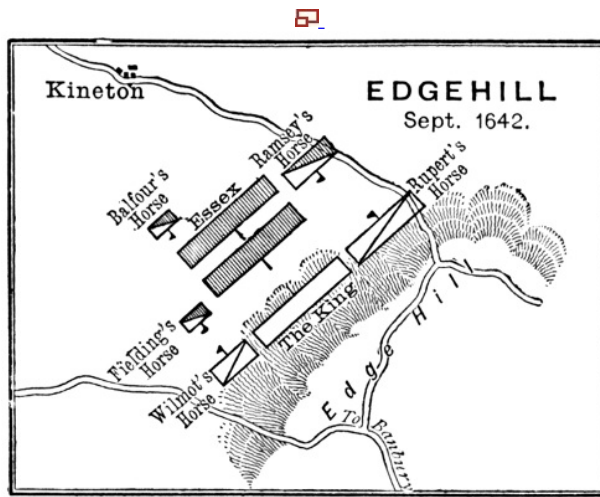 Kineton
EDGEHILL
Sept. 1642.
Ramsey's
Horse
Rupert's
Horse
Balfour's
Horse
Essex
The King
Fielding's
Horse
Wilmot's
Horse
Edge Hill
To Banbury